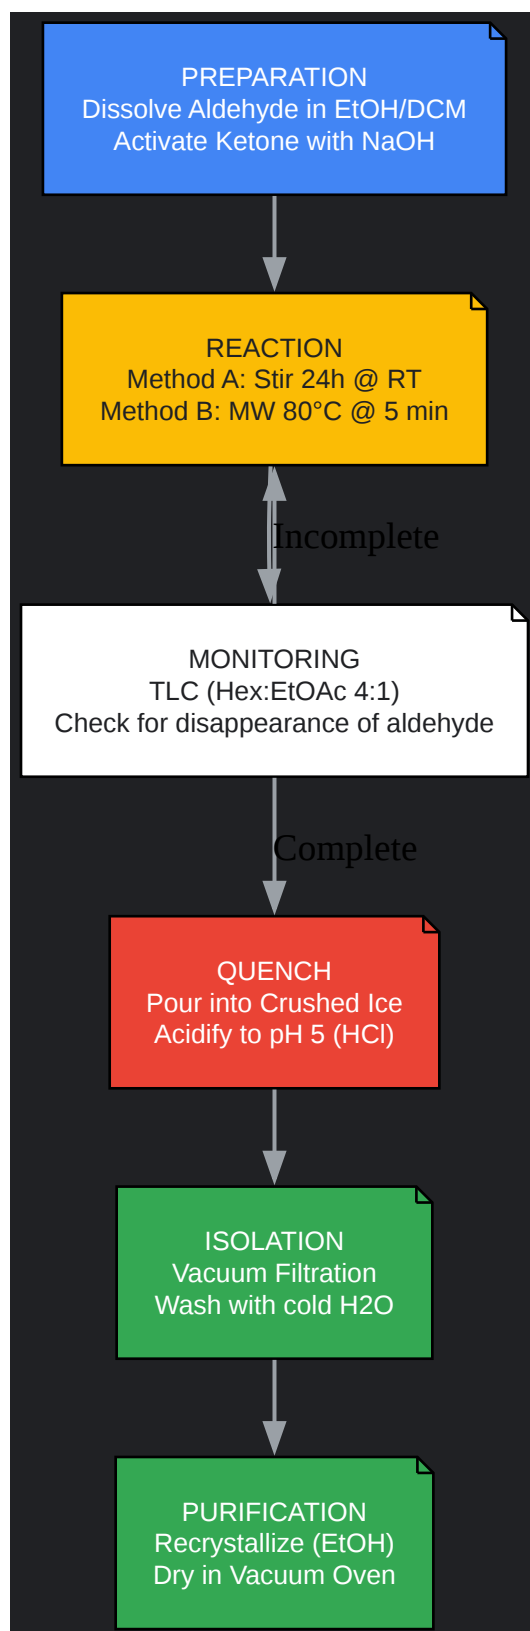 PREPARATION
Dissolve Aldehyde in EtOH/DCM
Activate Ketone with NaOH
REACTION
Method A: Stir 24h @ RT
Method B: MW 80°C @ 5 min
Incomplete
MONITORING
TLC (Hex:EtOAc 4:1)
Check for disappearance of aldehyde
Complete
QUENCH
Pour into Crushed Ice
Acidify to pH 5 (HCl)
ISOLATION
Vacuum Filtration
Wash with cold H2O
PURIFICATION
Recrystallize (EtOH)
Dry in Vacuum Oven